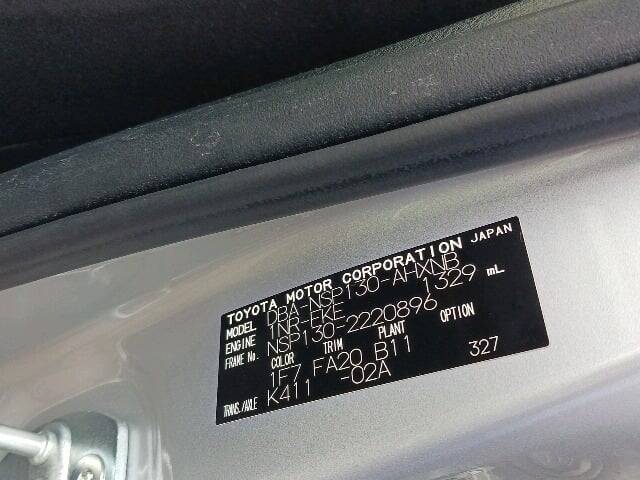 TOYOTA MOTOR CORPORATION JAPAN
MODEL DBA-NSP130-AHXNB
ENGINE 1NR-FKE 1329 mL
FRAME No. NSP130-2220896
COLOR TRIM PLANT OPTION
1F7 FA20 B11 327
TRANS./AXLE K411 -02A